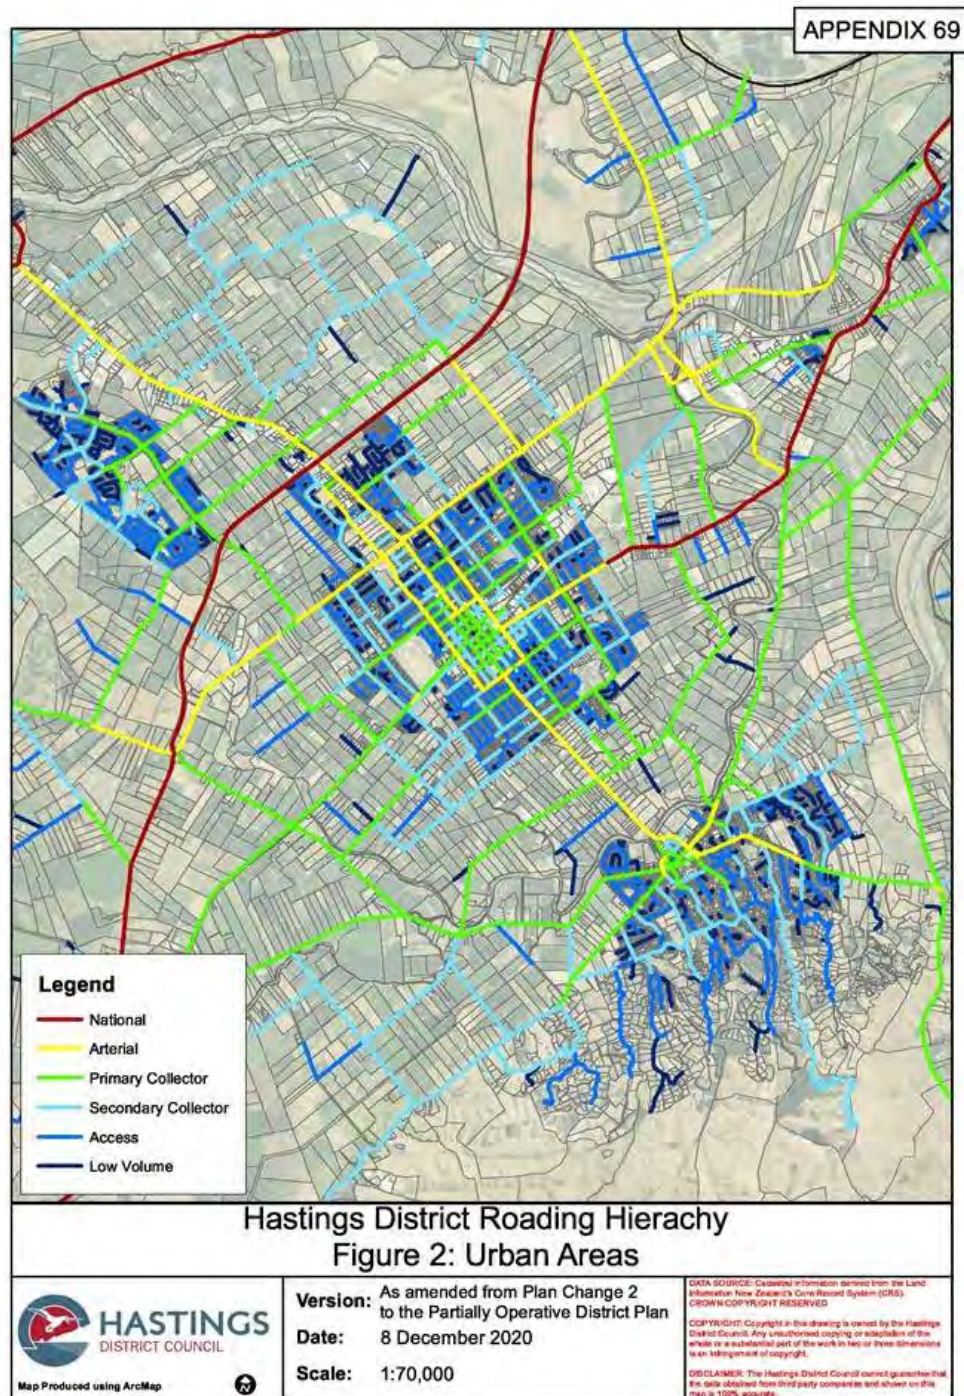 APPENDIX 69
Legend
National
Arterial
Primary Collector
Secondary Collector
Access
Low Volume
Hastings District Roading Hierachy
Figure 2: Urban Areas
HASTINGS
DISTRICT COUNCIL
Map Produced using ArcMap
Version: As amended from Plan Change 2
to the Partially Operative District Plan
Date: 8 December 2020
Scale: 1:70,000
DATA SOURCE: Cadastral information derived from the Land
Information New Zealand's Core Record System (CRS).
CROWN COPYRIGHT RESERVED
COPYRIGHT: Copyright in this drawing is owned by the Hastings
District Council. Any unauthorised copying or adaptation of the
whole or a substantial part of the work in two or three dimensions
is an infringement of copyright.
DISCLAIMER: The Hastings District Council cannot guarantee that
the data obtained from third party companies and shown on this
map is 100% accurate.